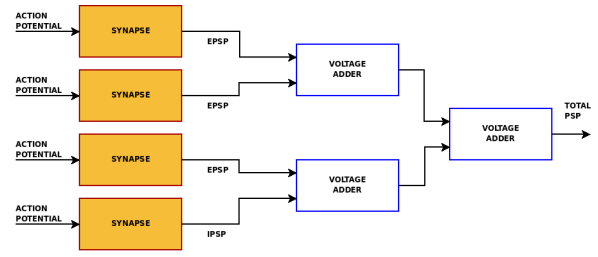 ACTION
POTENTIAL
SYNAPSE
EPSP
ACTION
POTENTIAL
SYNAPSE
EPSP
VOLTAGE
ADDER
ACTION
POTENTIAL
SYNAPSE
EPSP
ACTION
POTENTIAL
SYNAPSE
IPSP
VOLTAGE
ADDER
VOLTAGE
ADDER
TOTAL
PSP